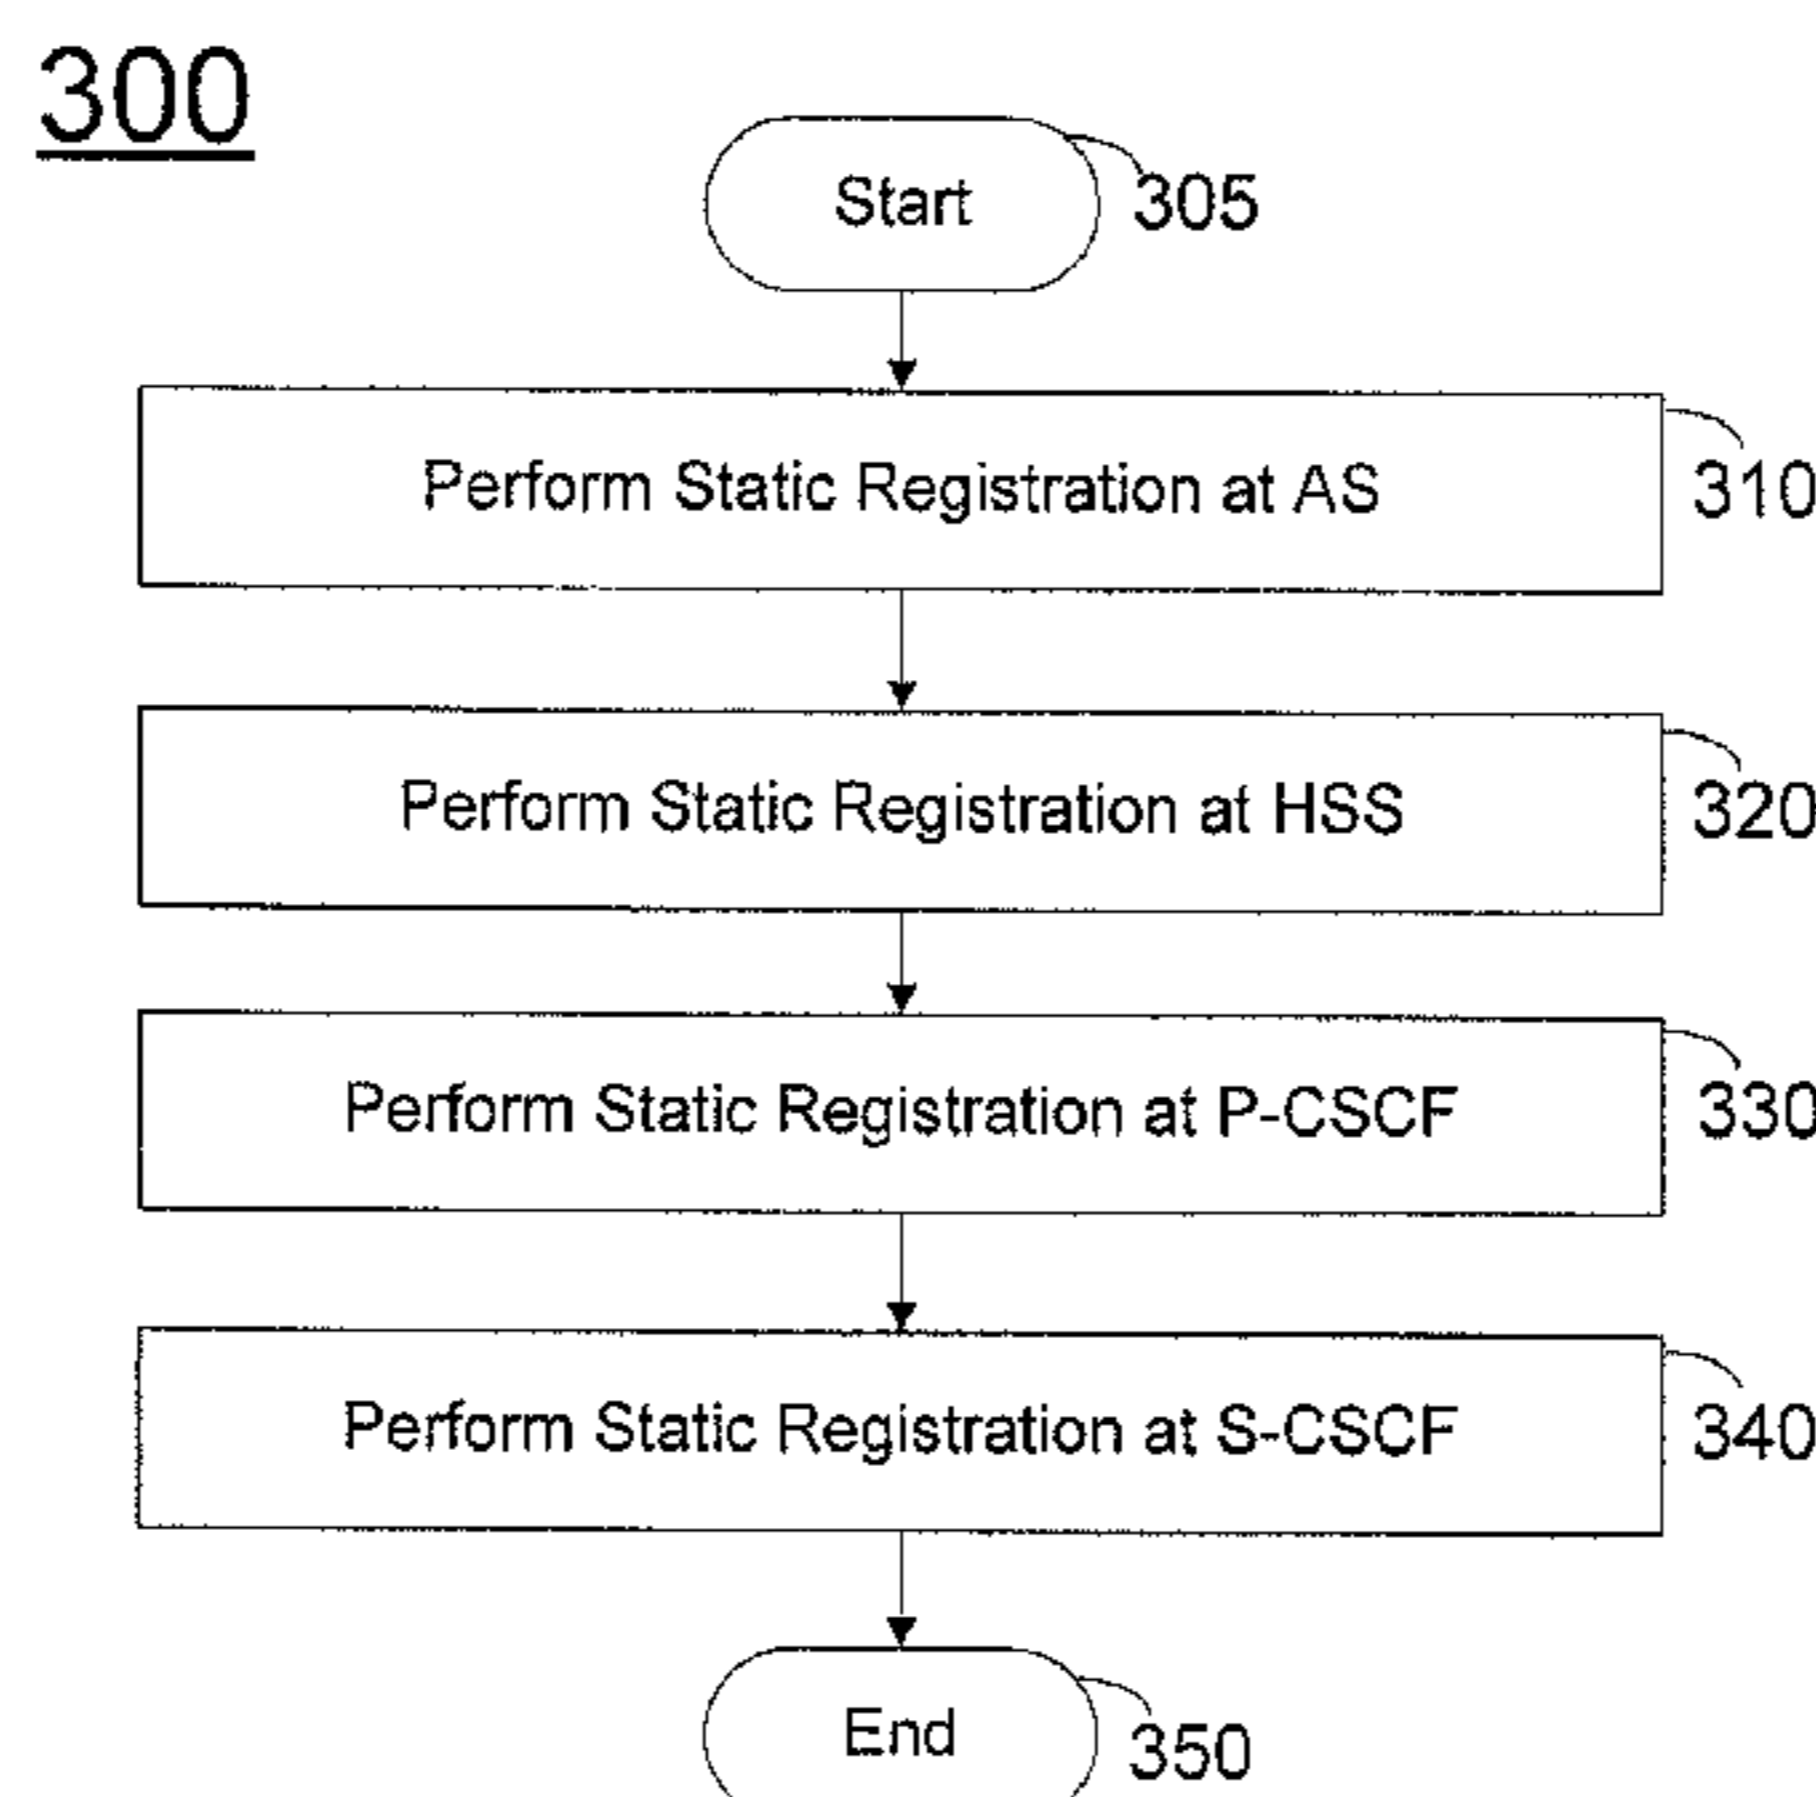 300
Start
305
Perform Static Registration at AS
310
Perform Static Registration at HSS
320
Perform Static Registration at P-CSCF
330
Perform Static Registration at S-CSCF
340
End
350